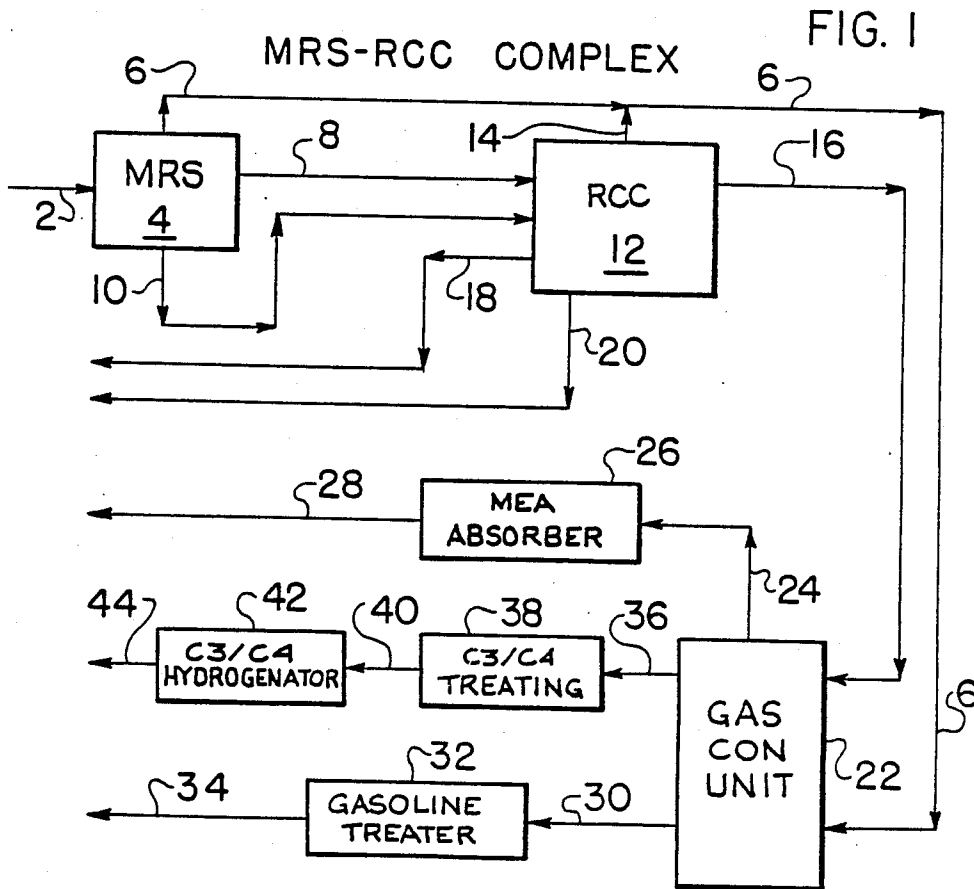 FIG. 1
MRS-RCC COMPLEX
6
6
14
8
16
MRS
4
RCC
12
2
10
18
20
26
28
MEA
ABSORBER
24
44
42
40
38
36
C3/C4
HYDROGENATOR
C3/C4
TREATING
GAS
CON
UNIT
6
22
34
32
30
GASOLINE
TREATER